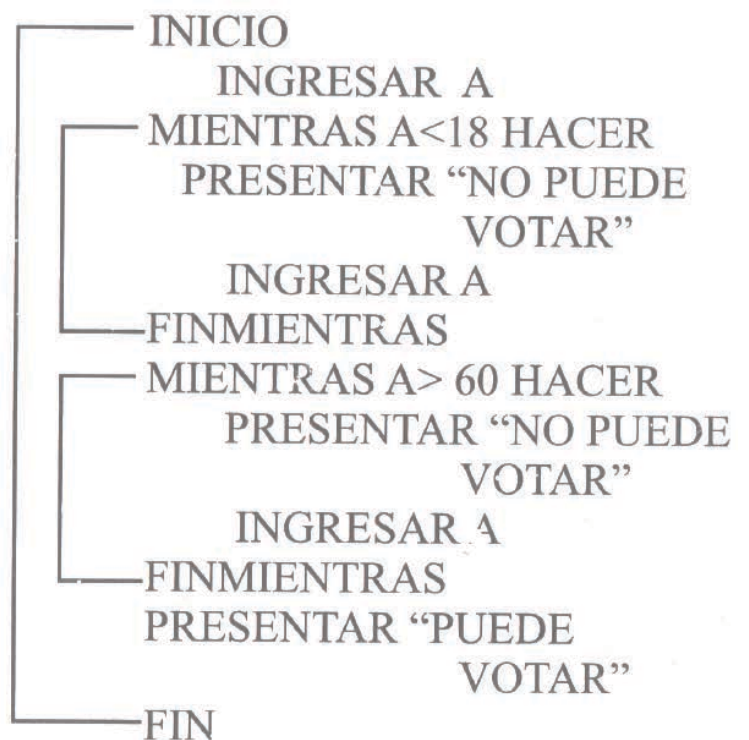 INICIO
INGRESAR A
MIENTRAS A<18 HACER
PRESENTAR “NO PUEDE
VOTAR”
INGRESAR A
FINMIENTRAS
MIENTRAS A> 60 HACER
PRESENTAR “NO PUEDE
VOTAR”
INGRESAR A
FINMIENTRAS
PRESENTAR “PUEDE
VOTAR”
FIN